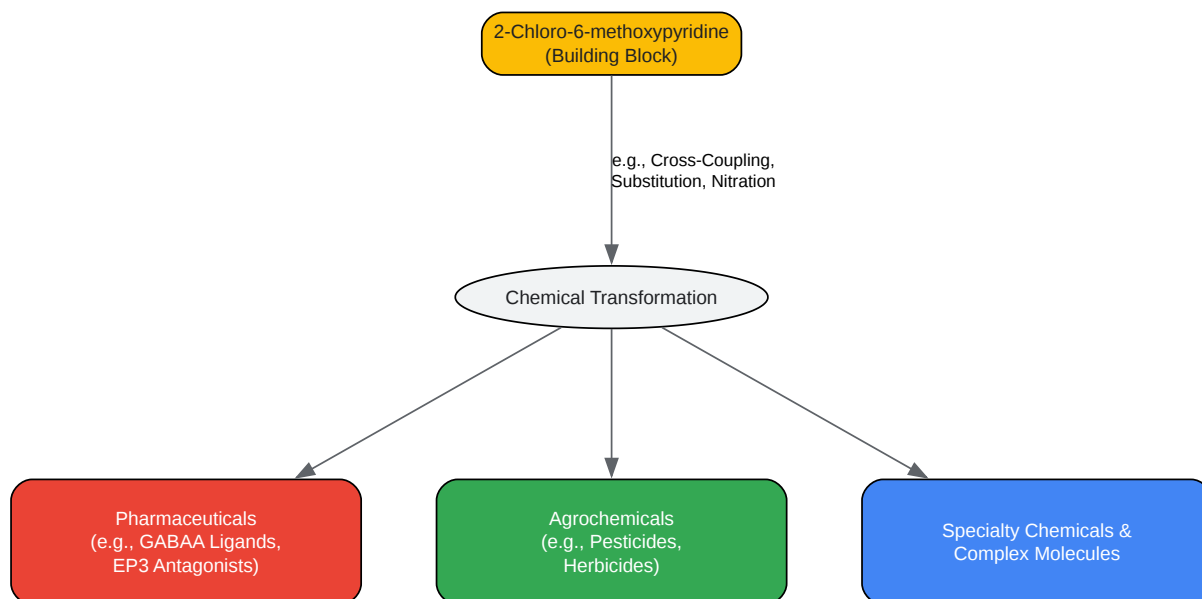 2-Chloro-6-methoxypyridine
(Building Block)
e.g., Cross-Coupling,
Substitution, Nitration
Chemical Transformation
Pharmaceuticals
(e.g., GABAA Ligands,
EP3 Antagonists)
Agrochemicals
(e.g., Pesticides,
Herbicides)
Specialty Chemicals &
Complex Molecules